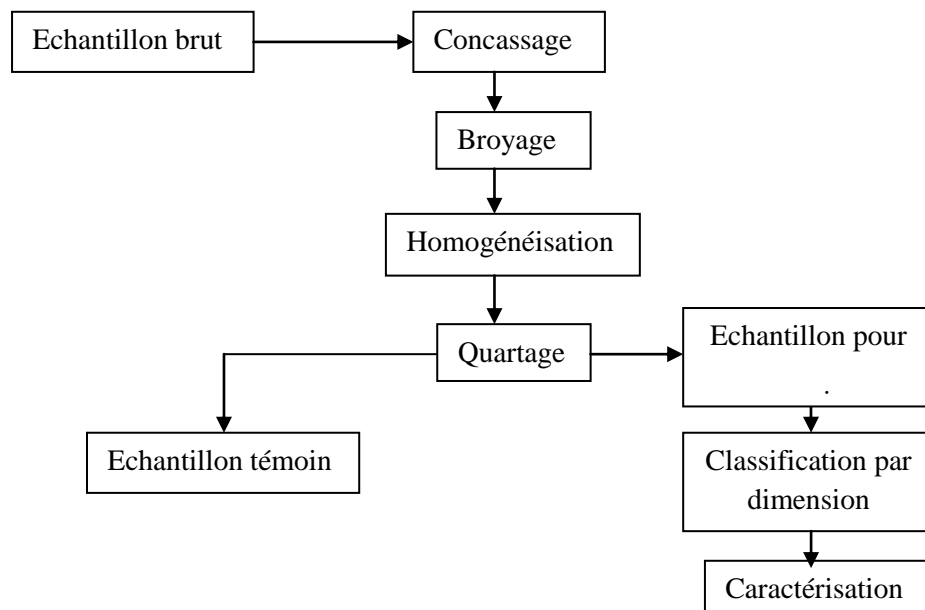 Echantillon brut
Concassage
Broyage
Homogénéisation
Quartage
Echantillon pour
.
Echantillon témoin
Classification par
dimension
Caractérisation